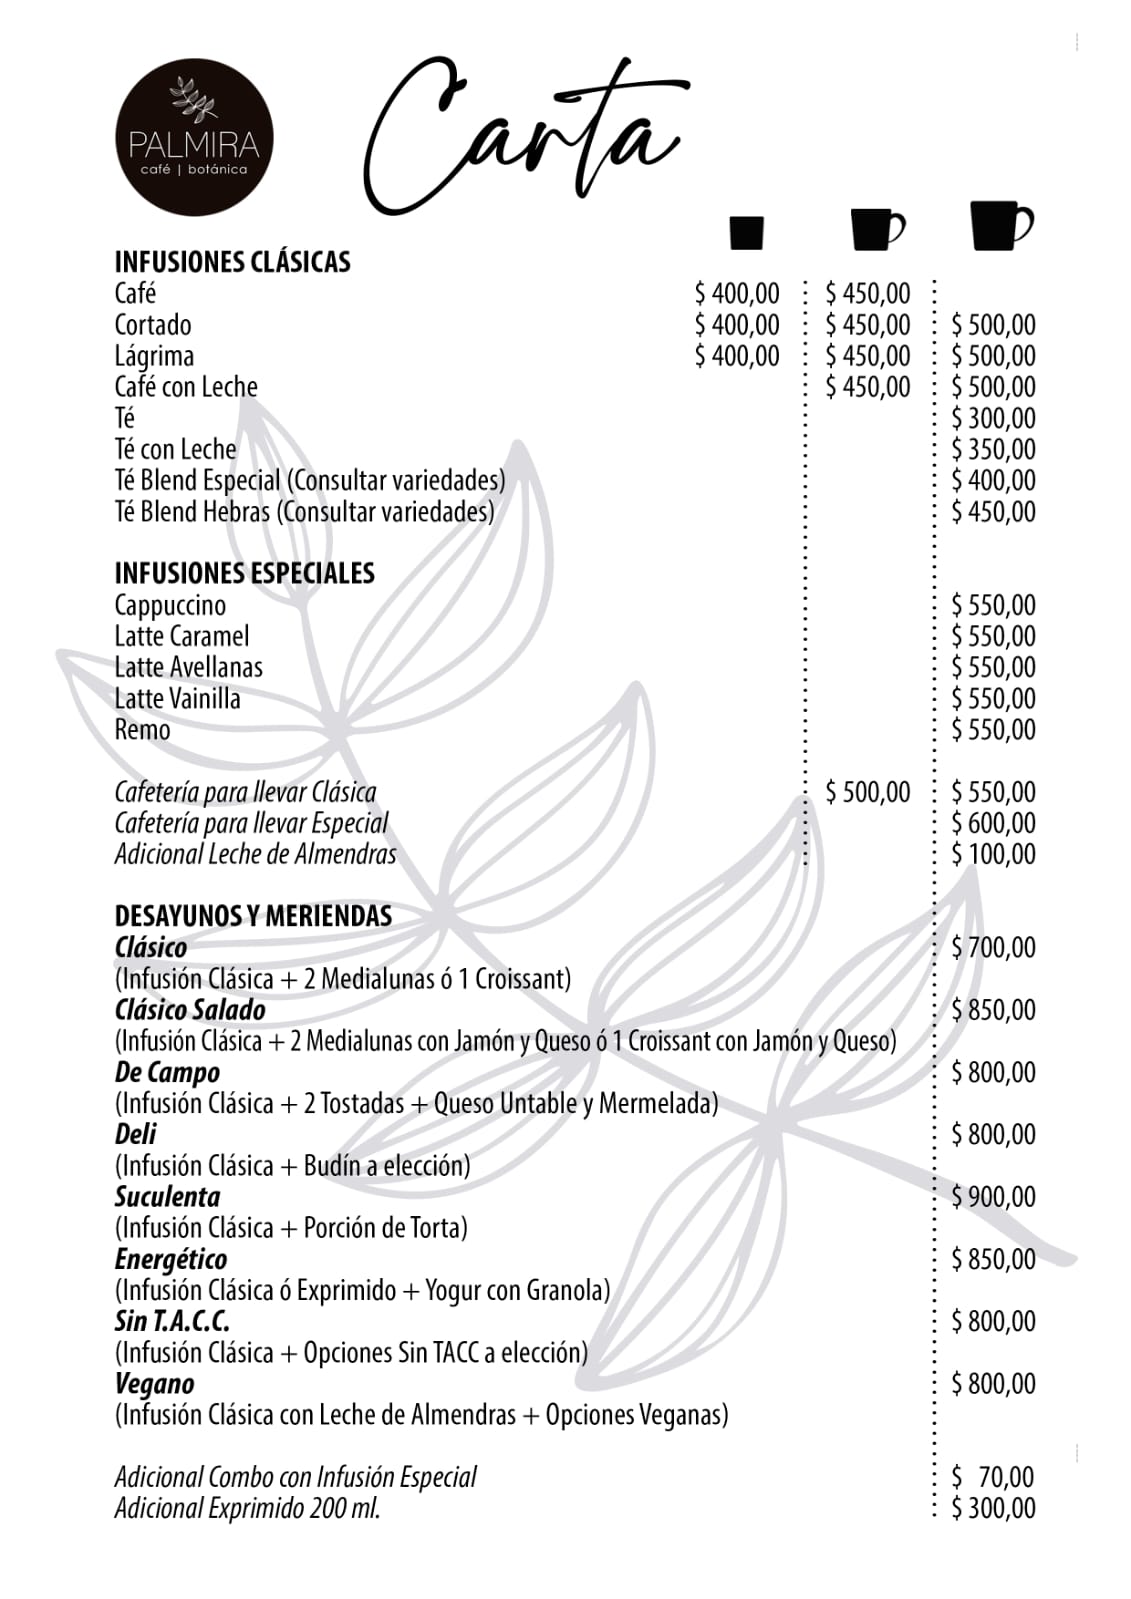 PALMIRA
café | botánica
Carta
INFUSIONES CLÁSICAS
Café $ 400,00 $ 450,00
Cortado $ 400,00 $ 450,00 $ 500,00
Lágrima $ 400,00 $ 450,00 $ 500,00
Café con Leche $ 450,00 $ 500,00
Té $ 300,00
Té con Leche $ 350,00
Té Blend Especial (Consultar variedades) $ 400,00
Té Blend Hebras (Consultar variedades) $ 450,00
INFUSIONES ESPECIALES
Cappuccino $ 550,00
Latte Caramel $ 550,00
Latte Avellanas $ 550,00
Latte Vainilla $ 550,00
Remo $ 550,00
Cafetería para llevar Clásica $ 500,00 $ 550,00
Cafetería para llevar Especial $ 600,00
Adicional Leche de Almendras $ 100,00
DESAYUNOS Y MERIENDAS
Clásico $ 700,00
(Infusión Clásica + 2 Medialunas ó 1 Croissant)
Clásico Salado $ 850,00
(Infusión Clásica + 2 Medialunas con Jamón y Queso ó 1 Croissant con Jamón y Queso)
De Campo $ 800,00
(Infusión Clásica + 2 Tostadas + Queso Untable y Mermelada)
Deli $ 800,00
(Infusión Clásica + Budín a elección)
Suculenta $ 900,00
(Infusión Clásica + Porción de Torta)
Energético $ 850,00
(Infusión Clásica ó Exprimido + Yogur con Granola)
Sin T.A.C.C. $ 800,00
(Infusión Clásica + Opciones Sin TACC a elección)
Vegano $ 800,00
(Infusión Clásica con Leche de Almendras + Opciones Veganas)
Adicional Combo con Infusión Especial $ 70,00
Adicional Exprimido 200 ml. $ 300,00